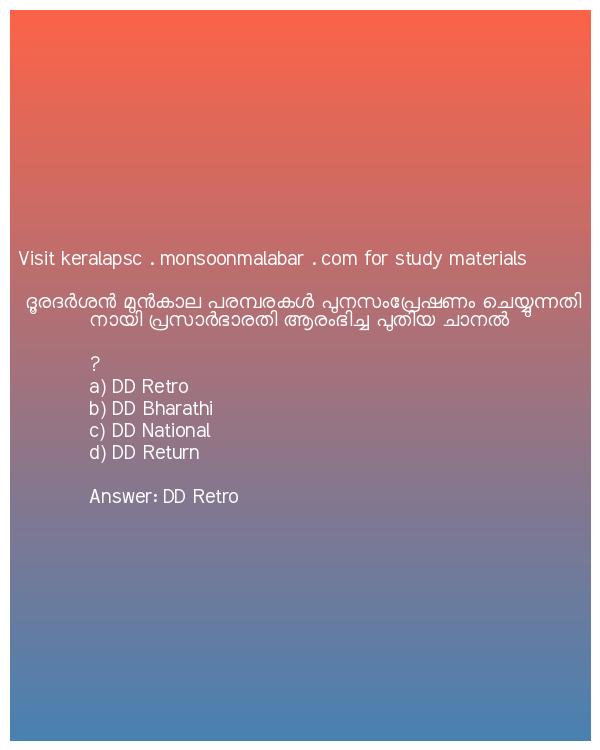 Visit keralapsc . monsoonmalabar . com for study materials
ദൂരദർശൻ മുൻകാല പരമ്പരകൾ പുനസംപ്രേഷണം ചെയ്യുന്നതി
നായി പ്രസാർഭാരതി ആരംഭിച്ച പുതിയ ചാനൽ
?
a) DD Retro
b) DD Bharathi
c) DD National
d) DD Return
Answer: DD Retro